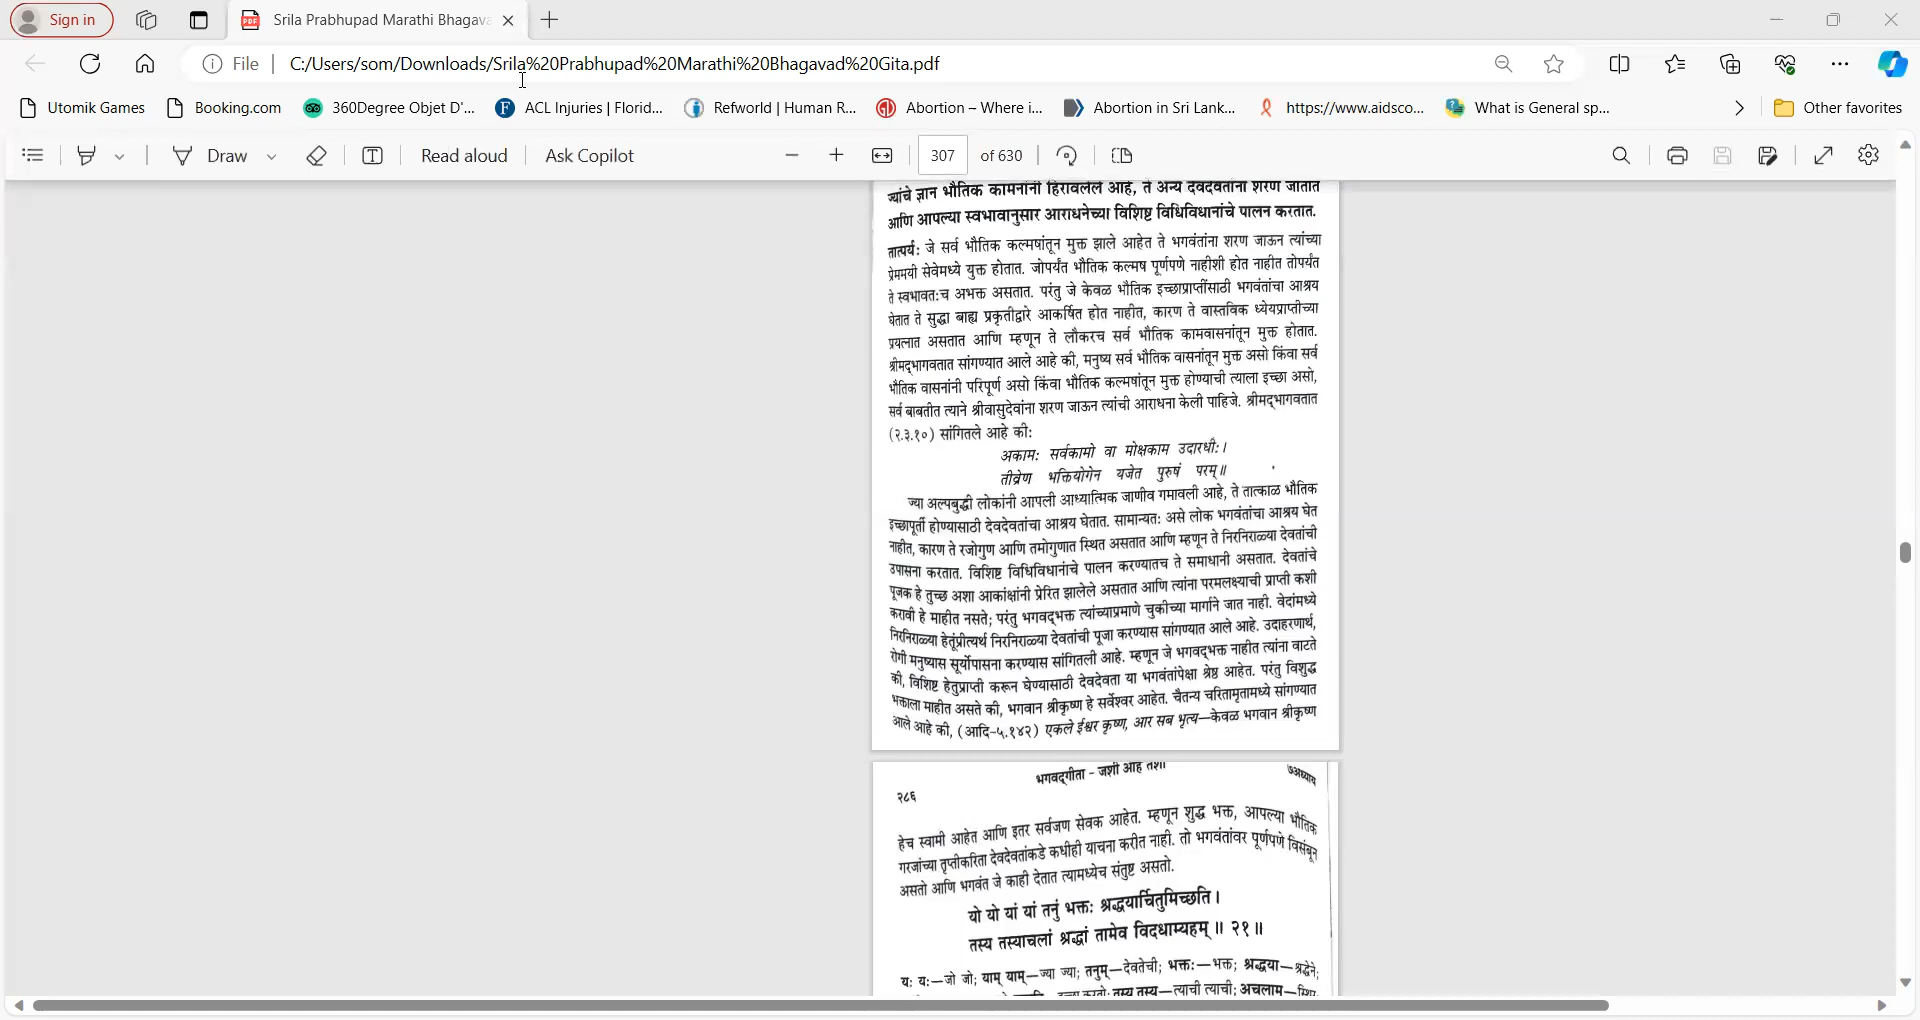 Sign in
Srila Prabhupad Marathi Bhagava
File
C:/Users/som/Downloads/Srila%20Prabhupad%20Marathi%20Bhagavad%20Gita.pdf
Utomik Games
Booking.com
360Degree Objet D'...
ACL Injuries | Florid...
Refworld | Human R...
Abortion – Where i...
Abortion in Sri Lank...
https://www.aidsco...
What is General sp...
Other favorites
Draw
Read aloud
Ask Copilot
307
of 630
ज्यांचे ज्ञान भौतिक कामनांनी हिरावलेले आहे, ते अन्य देवदेवतांना शरण जातात
आणि आपल्या स्वभावानुसार आराधनेच्या विशिष्ट विधिविधानांचे पालन करतात.
तात्पर्य: जे सर्व भौतिक कल्मषांतून मुक्त झाले आहेत ते भगवंतांना शरण जाऊन त्यांच्या
प्रेममयी सेवेमध्ये युक्त होतात. जोपर्यंत भौतिक कल्मष पूर्णपणे नाहीशी होत नाहीत तोपर्यंत
ते स्वभावत:च अभक्त असतात. परंतु जे केवळ भौतिक इच्छाप्राप्तींसाठी भगवंतांचा आश्रय
घेतात ते सुद्धा बाह्य प्रकृतीद्वारे आकर्षित होत नाहीत, कारण ते वास्तविक ध्येयप्राप्तीच्या
प्रयत्नात असतात आणि म्हणून ते लौकरच सर्व भौतिक कामवासनांतून मुक्त होतात.
श्रीमद्भागवतात सांगण्यात आले आहे की, मनुष्य सर्व भौतिक वासनांतून मुक्त असो किंवा सर्व
भौतिक वासनांनी परिपूर्ण असो किंवा भौतिक कल्मषांतून मुक्त होण्याची त्याला इच्छा असो,
सर्व बाबतीत त्याने श्रीवासुदेवांना शरण जाऊन त्यांची आराधना केली पाहिजे. श्रीमद्भागवतात
(२.३.१०) सांगितले आहे की:
अकाम: सर्वकामो वा मोक्षकाम उदारधी:।
तीव्रेण भक्तियोगेन यजेत पुरुषं परम्॥
ज्या अल्पबुद्धी लोकांनी आपली आध्यात्मिक जाणीव गमावली आहे, ते तात्काळ भौतिक
इच्छापूर्ती होण्यासाठी देवदेवतांचा आश्रय घेतात. सामान्यत: असे लोक भगवंतांचा आश्रय घेत
नाहीत, कारण ते रजोगुण आणि तमोगुणात स्थित असतात आणि म्हणून ते निरनिराळ्या देवतांची
उपासना करतात. विशिष्ट विधिविधानांचे पालन करण्यातच ते समाधानी असतात. देवतांचे
पूजक हे तुच्छ अशा आकांक्षांनी प्रेरित झालेले असतात आणि त्यांना परमलक्ष्याची प्राप्ती कशी
करावी हे माहीत नसते; परंतु भगवद्भक्त त्यांच्याप्रमाणे चुकीच्या मार्गाने जात नाही. वेदांमध्ये
निरनिराळ्या हेतूंप्रीत्यर्थ निरनिराळ्या देवतांची पूजा करण्यास सांगण्यात आले आहे. उदाहरणार्थ,
रोगी मनुष्यास सूर्योपासना करण्यास सांगितली आहे. म्हणून जे भगवद्भक्त नाहीत त्यांना वाटते
की, विशिष्ट हेतुप्राप्ती करून घेण्यासाठी देवदेवता या भगवंतांपेक्षा श्रेष्ठ आहेत. परंतु विशुद्ध
भक्ताला माहीत असते की, भगवान श्रीकृष्ण हे सर्वेश्वर आहेत. चैतन्य चरितामृतामध्ये सांगण्यात
आले आहे की, (आदि-५.१४२) एकले ईश्वर कृष्ण, आर सब भृत्य—केवळ भगवान श्रीकृष्ण
भगवद्गीता - जशी आहे तशी
७अध्याय
२८६
हेच स्वामी आहेत आणि इतर सर्वजण सेवक आहेत. म्हणून शुद्ध भक्त, आपल्या भौतिक
गरजांच्या तृप्तीकरिता देवदेवतांकडे कधीही याचना करीत नाही. तो भगवंतांवर पूर्णपणे विसंबून
असतो आणि भगवंत जे काही देतात त्यामध्येच संतुष्ट असतो.
यो यो यां यां तनुं भक्त: श्रद्धयार्चितुमिच्छति।
तस्य तस्याचलां श्रद्धां तामेव विदधाम्यहम्॥ २१॥
य: य:—जो जो; याम् याम्—ज्या ज्या; तनुम्—देवतेची; भक्त:—भक्त; श्रद्धया—श्रद्धेने;
तस्य तस्य—त्याची त्याची; अचलाम्—स्थिर